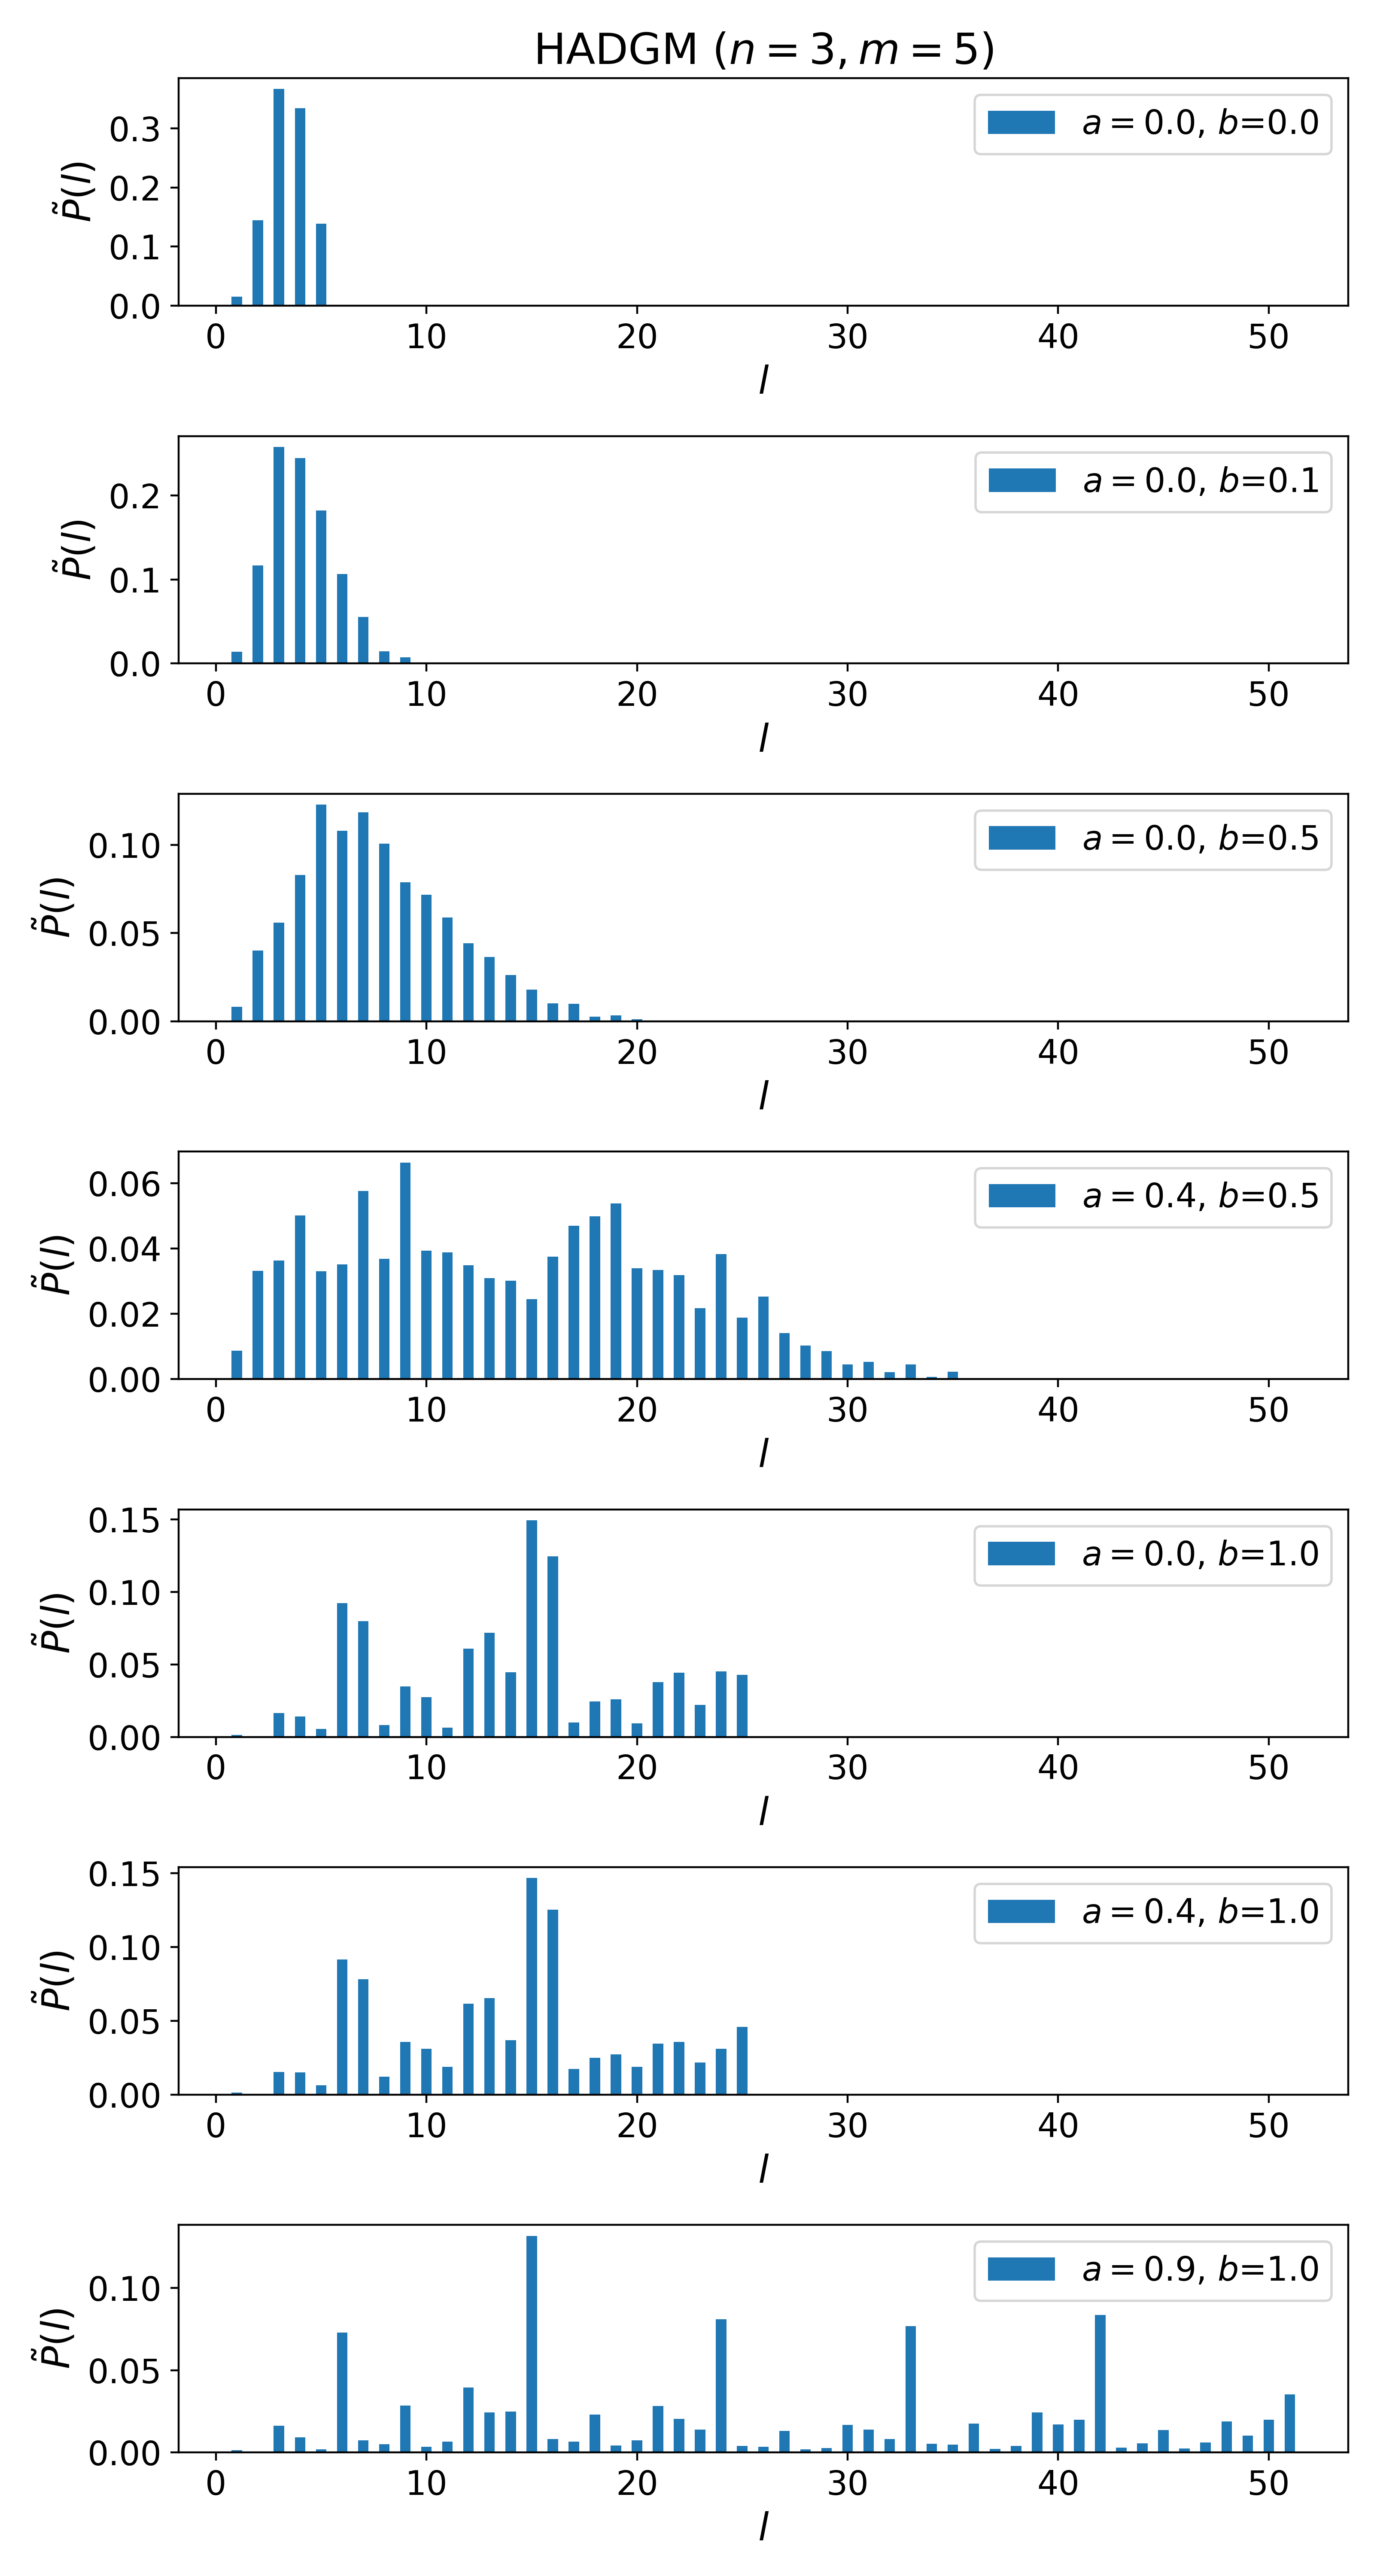 HADGM (n = 3, m = 5)
0.3
0.2
0.1
0.0
P̃(l)
a = 0.0, b=0.0
0 10 20 30 40 50
l
0.2
0.1
0.0
P̃(l)
a = 0.0, b=0.1
0 10 20 30 40 50
l
0.10
0.05
0.00
P̃(l)
a = 0.0, b=0.5
0 10 20 30 40 50
l
0.06
0.04
0.02
0.00
P̃(l)
a = 0.4, b=0.5
0 10 20 30 40 50
l
0.15
0.10
0.05
0.00
P̃(l)
a = 0.0, b=1.0
0 10 20 30 40 50
l
0.15
0.10
0.05
0.00
P̃(l)
a = 0.4, b=1.0
0 10 20 30 40 50
l
0.10
0.05
0.00
P̃(l)
a = 0.9, b=1.0
0 10 20 30 40 50
l